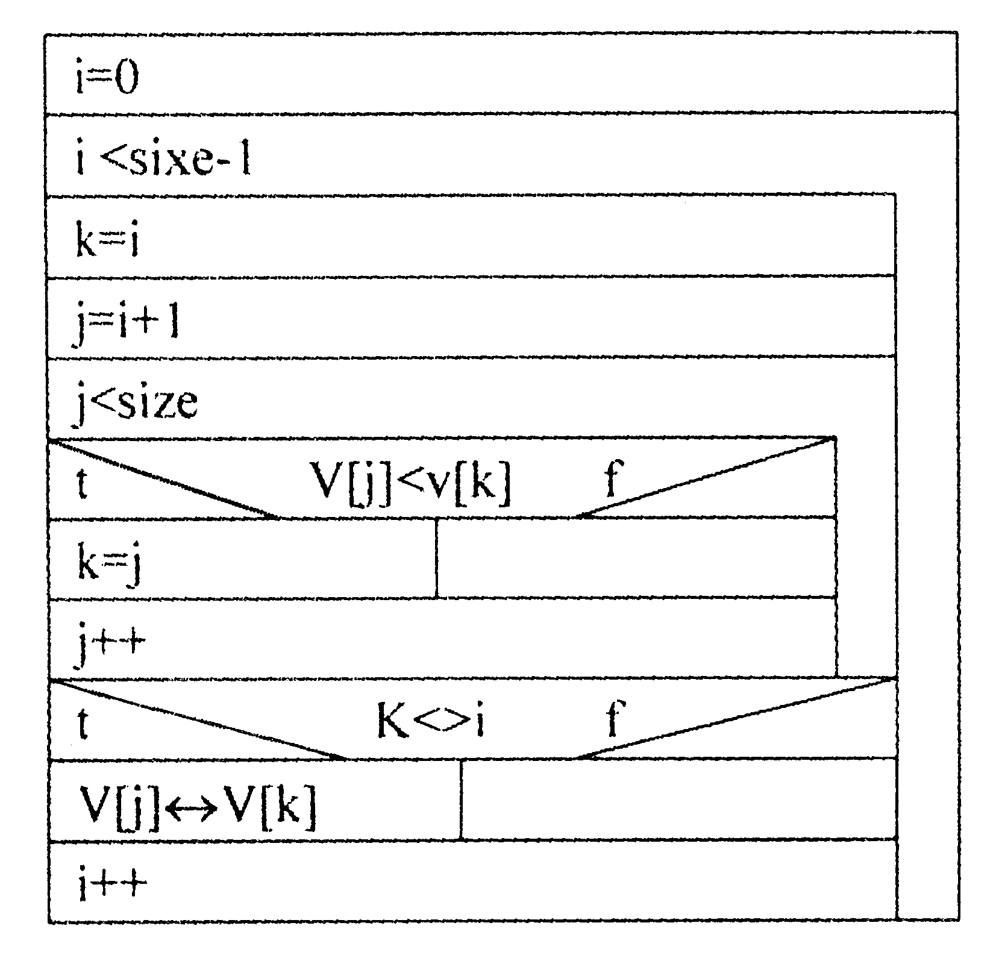 i=0
i <sixe-1
k=i
j=i+1
j<size
t V[j]<v[k] f
k=j
j++
t K<>i f
V[j]↔V[k]
i++